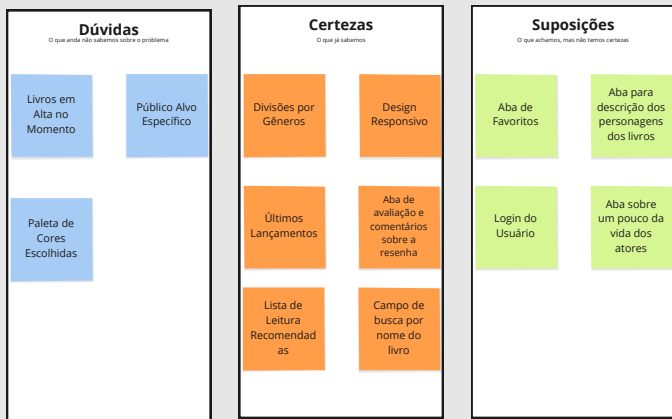 Dúvidas
O que anda não sabemos sobre o problema
Livros em
Alta no
Momento
Público Alvo
Específico
Paleta de
Cores
Escolhidas
Certezas
O que já sabemos
Divisões por
Gêneros
Design
Responsivo
Últimos
Lançamentos
Aba de
avaliação e
comentários
sobre a
resenha
Lista de
Leitura
Recomendad
as
Campo de
busca por
nome do
livro
Suposições
O que achamos, mas não temos certezas
Aba de
Favoritos
Aba para
descrição dos
personagens
dos livros
Login do
Usuário
Aba sobre
um pouco da
vida dos
atores